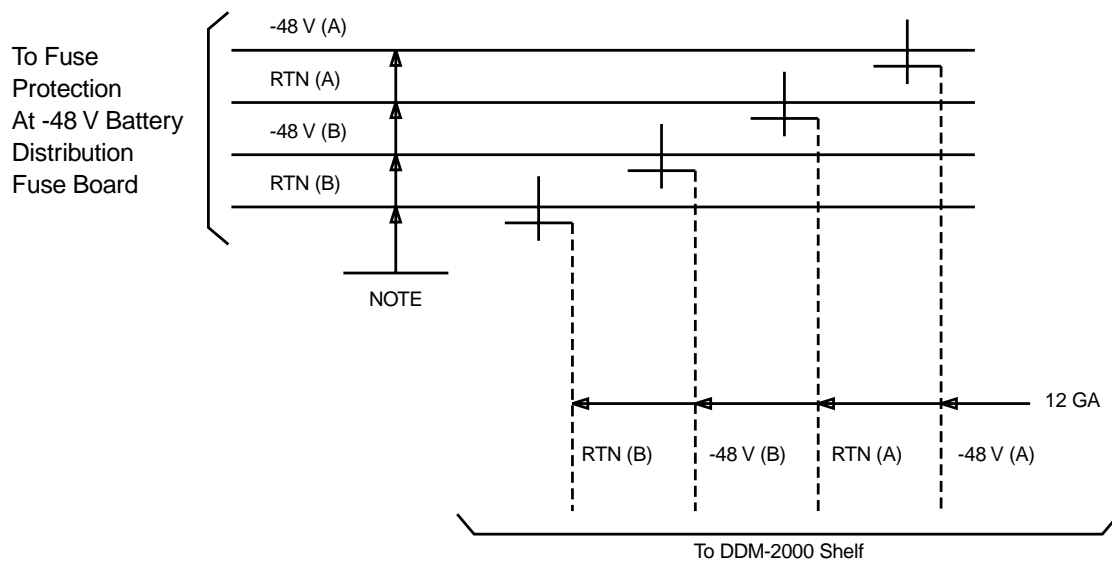 To Fuse
Protection
At -48 V Battery
Distribution
Fuse Board
-48 V (A)
RTN (A)
-48 V (B)
RTN (B)
NOTE
12 GA
RTN (B)
-48 V (B)
RTN (A)
-48 V (A)
To DDM-2000 Shelf